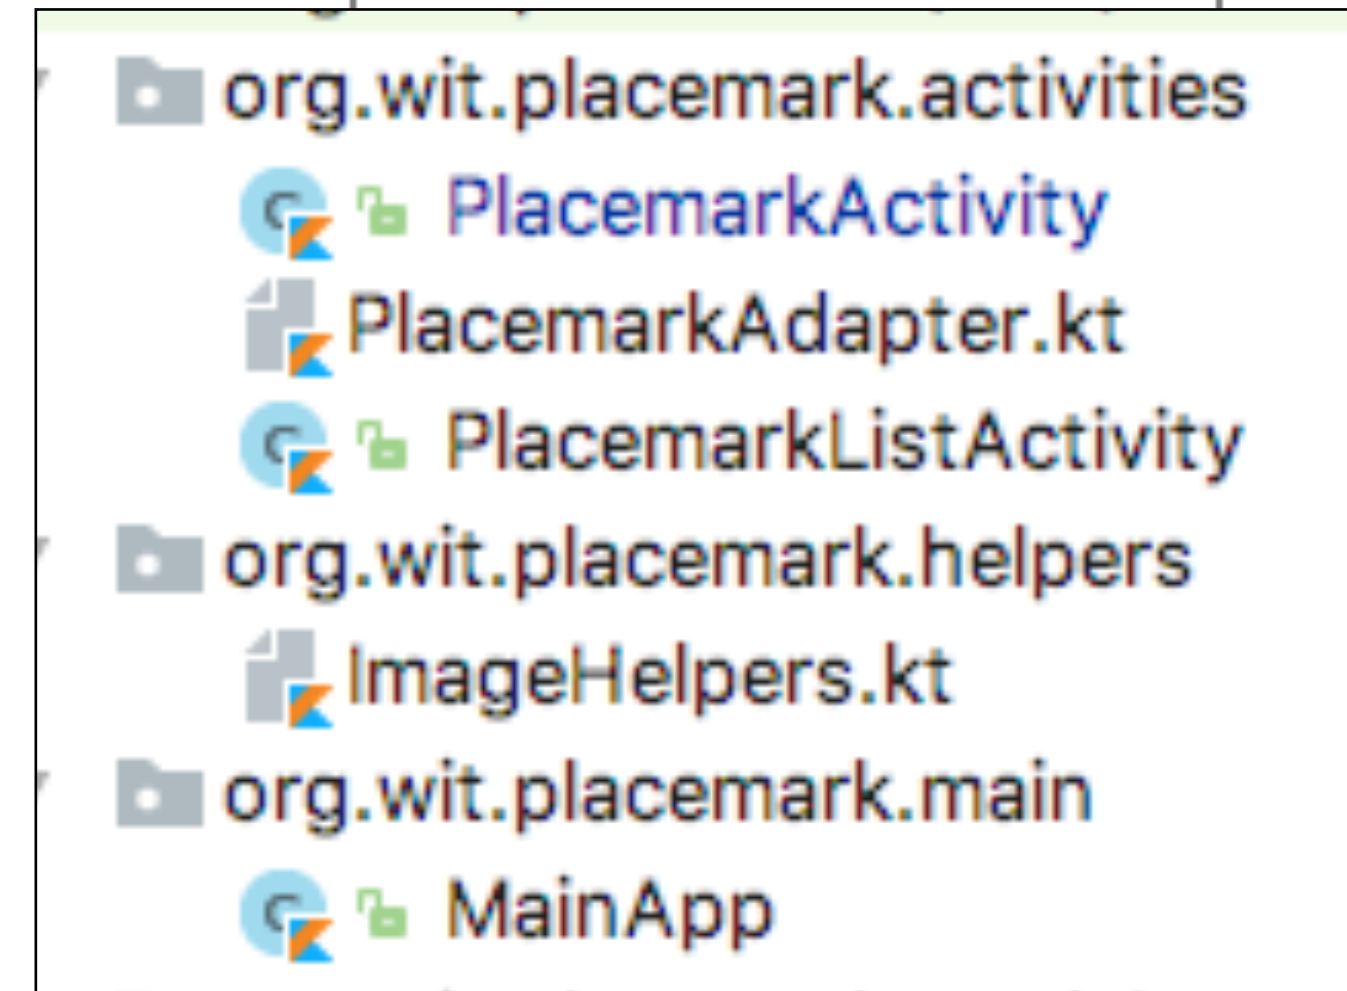 org.wit.placemark.activities
PlacemarkActivity
PlacemarkAdapter.kt
PlacemarkListActivity
org.wit.placemark.helpers
ImageHelpers.kt
org.wit.placemark.main
MainApp